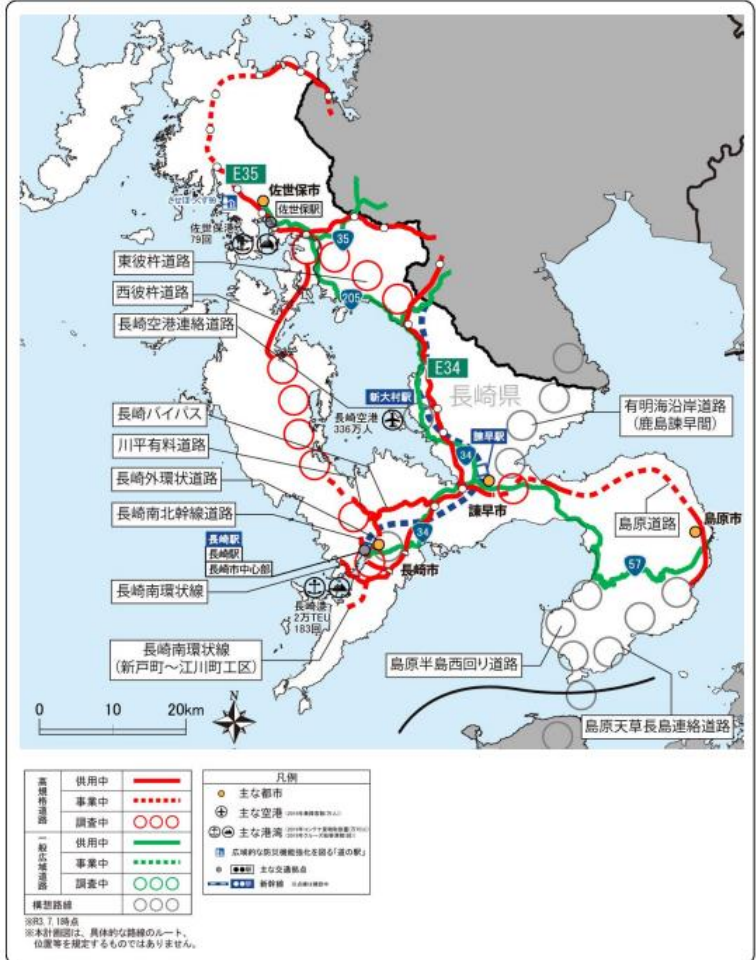 E35
佐世保市
佐世保駅
佐世保港
79回
35
東彼杵道路
西彼杵道路
205
長崎空港連絡道路
E34
新大村駅
長崎県
長崎空港
336万人
有明海沿岸道路
(鹿島諫早間)
長崎バイパス
諫早駅
川平有料道路
34
長崎外環状道路
諫早市
長崎南北幹線道路
島原道路
島原市
長崎駅
長崎駅
長崎市中心部
34
長崎市
57
長崎南環状線
長崎港
2万TEU
183回
長崎南環状線
(新戸町~江川町工区)
島原半島西回り道路
島原天草長島連絡道路
N
0 10 20km
高規格道路
供用中
事業中
調査中
一般広域道路
供用中
事業中
調査中
構想路線
※R3.7.1時点
※本計画図は、具体的な路線のルート、
位置等を規定するものではありません。
凡例
主な都市
主な空港
主な港湾
広域的な防災機能強化を図る「道の駅」
●●駅 主な交通拠点
●●駅 新幹線